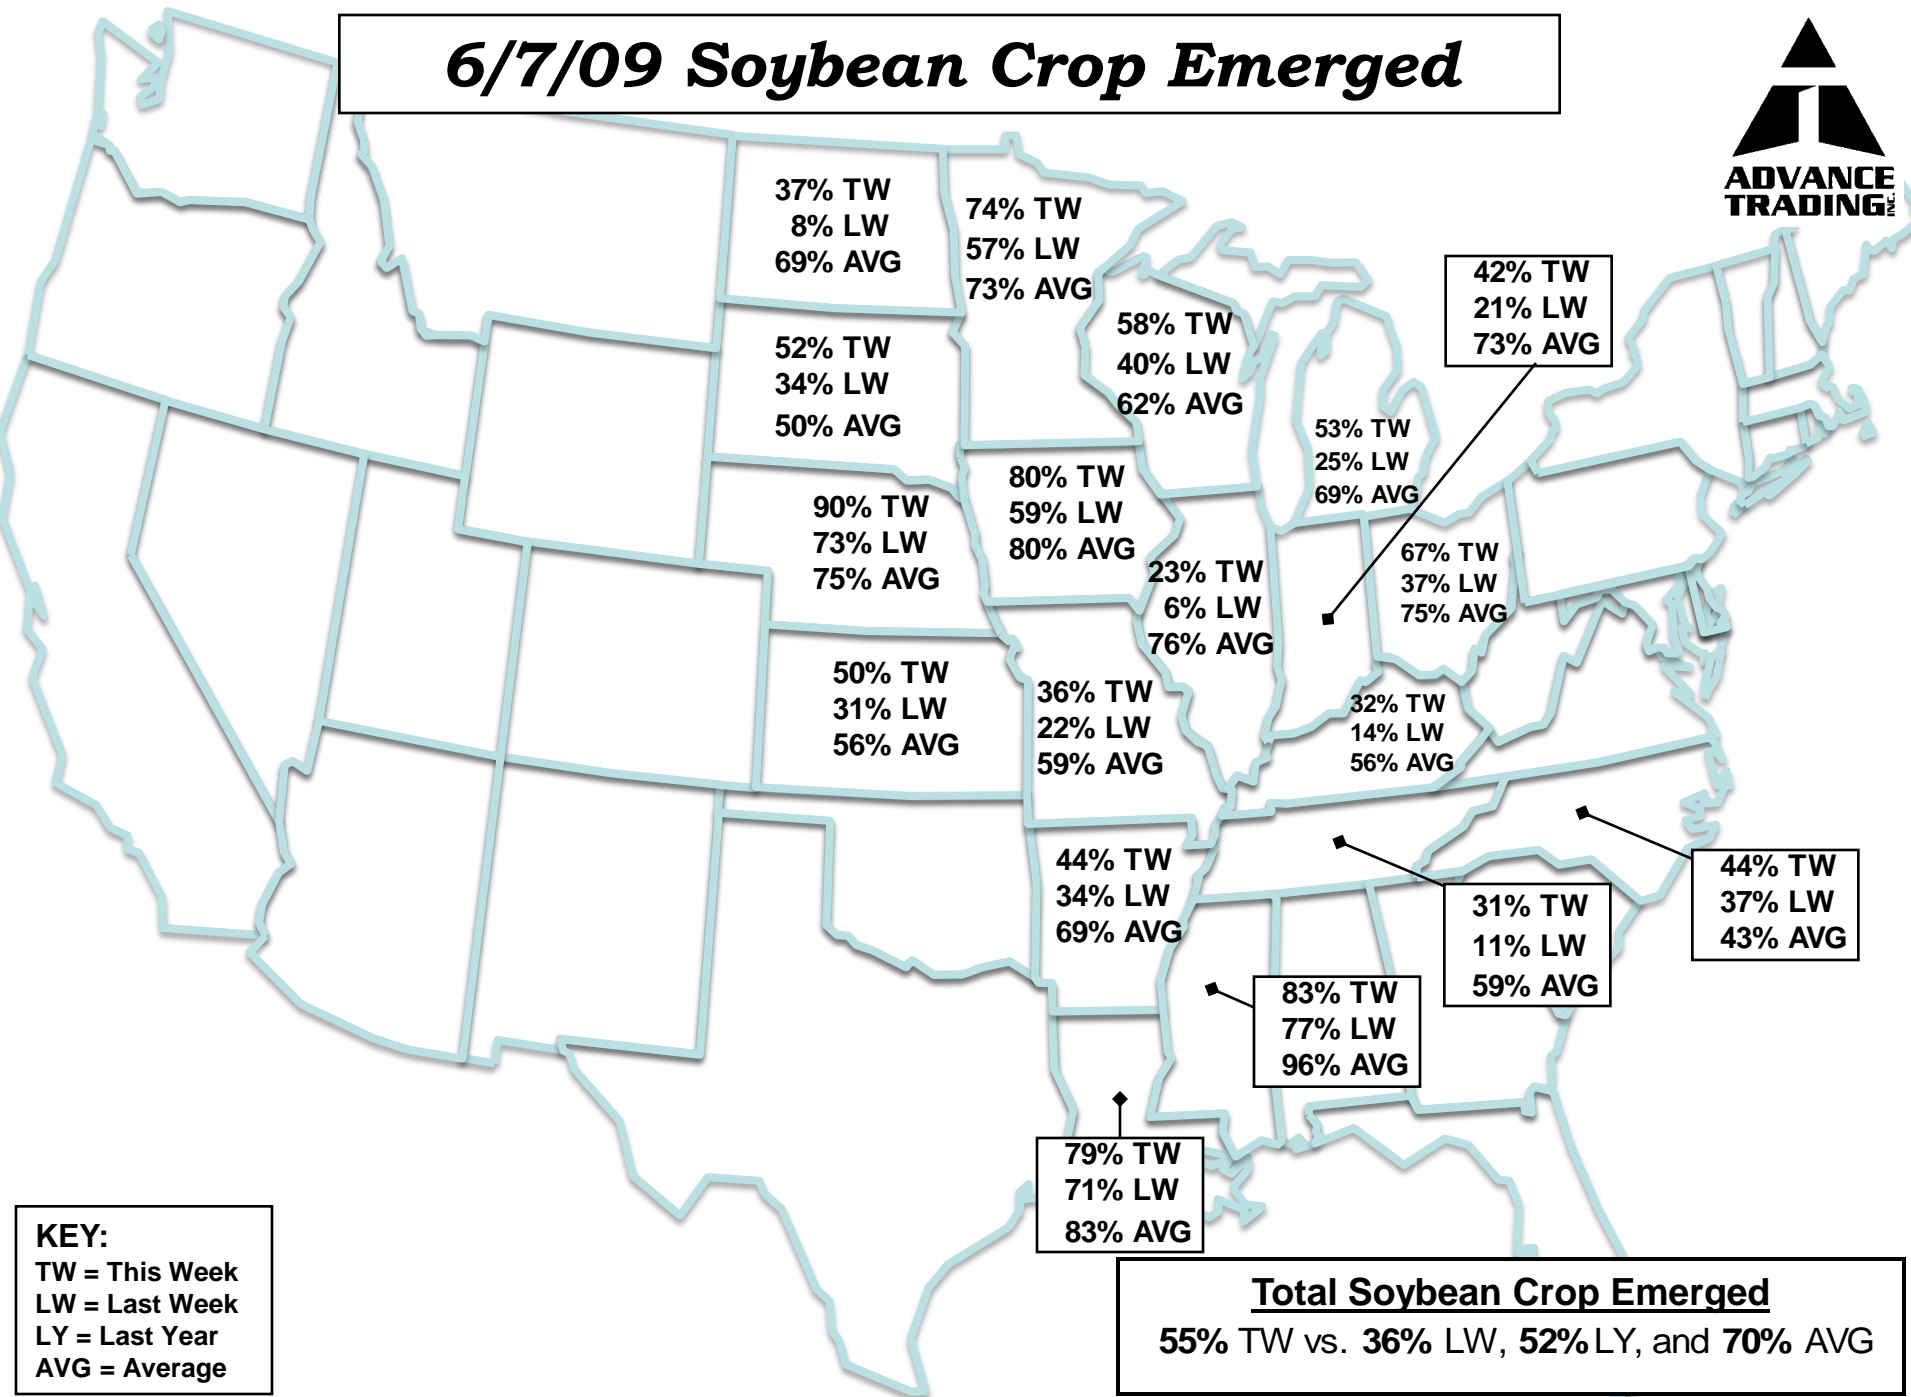 6/7/09 Soybean Crop Emerged
ADVANCE
TRADING INC.
37% TW
8% LW
69% AVG
74% TW
57% LW
73% AVG
42% TW
21% LW
73% AVG
58% TW
40% LW
62% AVG
52% TW
34% LW
50% AVG
53% TW
25% LW
69% AVG
80% TW
59% LW
80% AVG
90% TW
73% LW
75% AVG
67% TW
37% LW
75% AVG
23% TW
6% LW
76% AVG
50% TW
31% LW
56% AVG
36% TW
22% LW
59% AVG
32% TW
14% LW
56% AVG
44% TW
34% LW
69% AVG
44% TW
37% LW
43% AVG
31% TW
11% LW
59% AVG
83% TW
77% LW
96% AVG
79% TW
71% LW
83% AVG
KEY:
TW = This Week
LW = Last Week
LY = Last Year
AVG = Average
Total Soybean Crop Emerged
55% TW vs. 36% LW, 52% LY, and 70% AVG